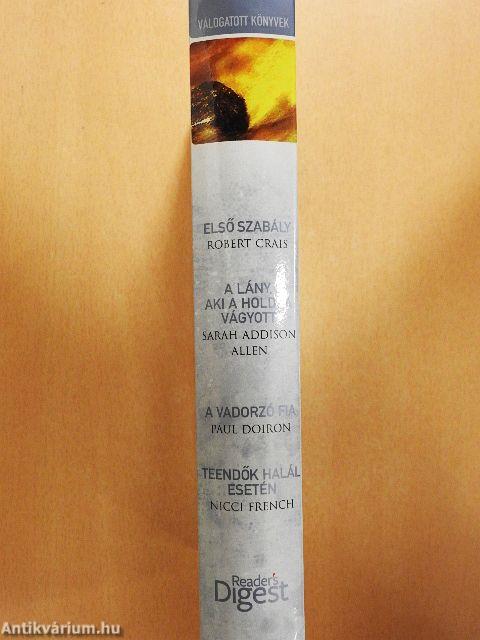 VÁLOGATOTT KÖNYVEK
ELSŐ SZABÁLY
ROBERT CRAIS
A LÁNY,
AKI A HOLDRA
VÁGYOTT
SARAH ADDISON
ALLEN
A VADORZÓ FIA
PAUL DOIRON
TEENDŐK HALÁL
ESETÉN
NICCI FRENCH
Reader's
Digest
Antikvárium.hu